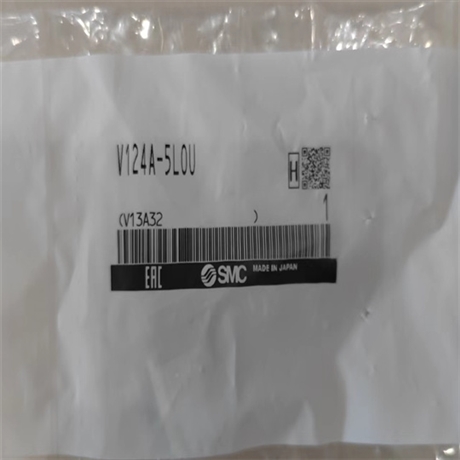 V124A-5LOU
H
(V13A32 ) 1
EAC SMC MADE IN JAPAN